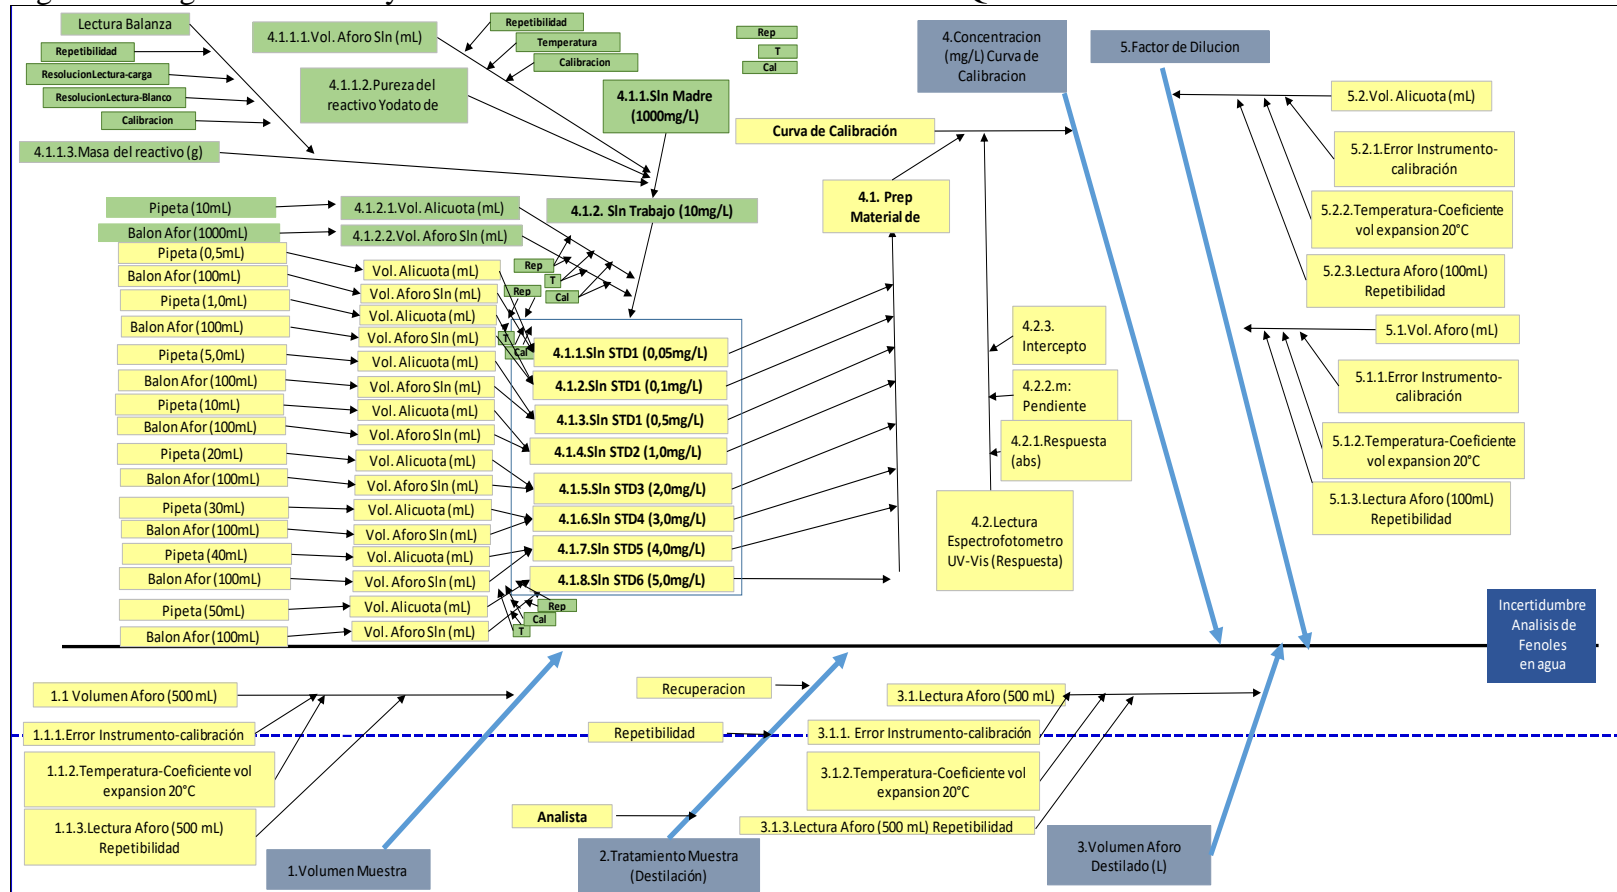 Lectura Balanza
Repetibilidad
ResolucionLectura-carga
ResolucionLectura-Blanco
Calibracion
4.1.1.3.Masa del reactivo (g)
4.1.1.1.Vol. Aforo Sln (mL)
Repetibilidad
Temperatura
Calibracion
4.1.1.2.Pureza del
reactivo Yodato de
4.1.1.Sln Madre
(1000mg/L)
Rep
T
Cal
4.Concentracion
(mg/L) Curva de
Calibracion
5.Factor de Dilucion
Curva de Calibración
5.2.Vol. Alicuota (mL)
5.2.1.Error Instrumento-
calibración
5.2.2.Temperatura-Coeficiente
vol expansion 20°C
5.2.3.Lectura Aforo (100mL)
Repetibilidad
5.1.Vol. Aforo (mL)
5.1.1.Error Instrumento-
calibración
5.1.2.Temperatura-Coeficiente
vol expansion 20°C
5.1.3.Lectura Aforo (100mL)
Repetibilidad
4.1. Prep
Material de
Pipeta (10mL)
4.1.2.1.Vol. Alicuota (mL)
4.1.2. Sln Trabajo (10mg/L)
Balon Afor (1000mL)
4.1.2.2.Vol. Aforo Sln (mL)
Rep
T
Cal
Rep
T
Cal
Pipeta (0,5mL)
Vol. Alicuota (mL)
Balon Afor (100mL)
Vol. Aforo Sln (mL)
Pipeta (1,0mL)
Vol. Alicuota (mL)
Balon Afor (100mL)
Vol. Aforo Sln (mL)
Pipeta (5,0mL)
Vol. Alicuota (mL)
Balon Afor (100mL)
Vol. Aforo Sln (mL)
Pipeta (10mL)
Vol. Alicuota (mL)
Balon Afor (100mL)
Vol. Aforo Sln (mL)
Pipeta (20mL)
Vol. Alicuota (mL)
Balon Afor (100mL)
Vol. Aforo Sln (mL)
Pipeta (30mL)
Vol. Alicuota (mL)
Balon Afor (100mL)
Vol. Aforo Sln (mL)
Pipeta (40mL)
Vol. Alicuota (mL)
Balon Afor (100mL)
Vol. Aforo Sln (mL)
Pipeta (50mL)
Vol. Alicuota (mL)
Balon Afor (100mL)
Vol. Aforo Sln (mL)
4.1.1.Sln STD1 (0,05mg/L)
4.1.2.Sln STD1 (0,1mg/L)
4.1.3.Sln STD1 (0,5mg/L)
4.1.4.Sln STD2 (1,0mg/L)
4.1.5.Sln STD3 (2,0mg/L)
4.1.6.Sln STD4 (3,0mg/L)
4.1.7.Sln STD5 (4,0mg/L)
4.1.8.Sln STD6 (5,0mg/L)
Rep
Cal
T
4.2.3.
Intercepto
4.2.2.m:
Pendiente
4.2.1.Respuesta
(abs)
4.2.Lectura
Espectrofotometro
UV-Vis (Respuesta)
Incertidumbre
Analisis de
Fenoles
en agua
1.1 Volumen Aforo (500 mL)
1.1.1.Error Instrumento-calibración
1.1.2.Temperatura-Coeficiente vol
expansion 20°C
1.1.3.Lectura Aforo (500 mL)
Repetibilidad
1.Volumen Muestra
Recuperacion
Repetibilidad
Analista
2.Tratamiento Muestra
(Destilación)
3.1.Lectura Aforo (500 mL)
3.1.1. Error Instrumento-calibración
3.1.2.Temperatura-Coeficiente vol
expansion 20°C
3.1.3.Lectura Aforo (500 mL) Repetibilidad
3.Volumen Aforo
Destilado (L)